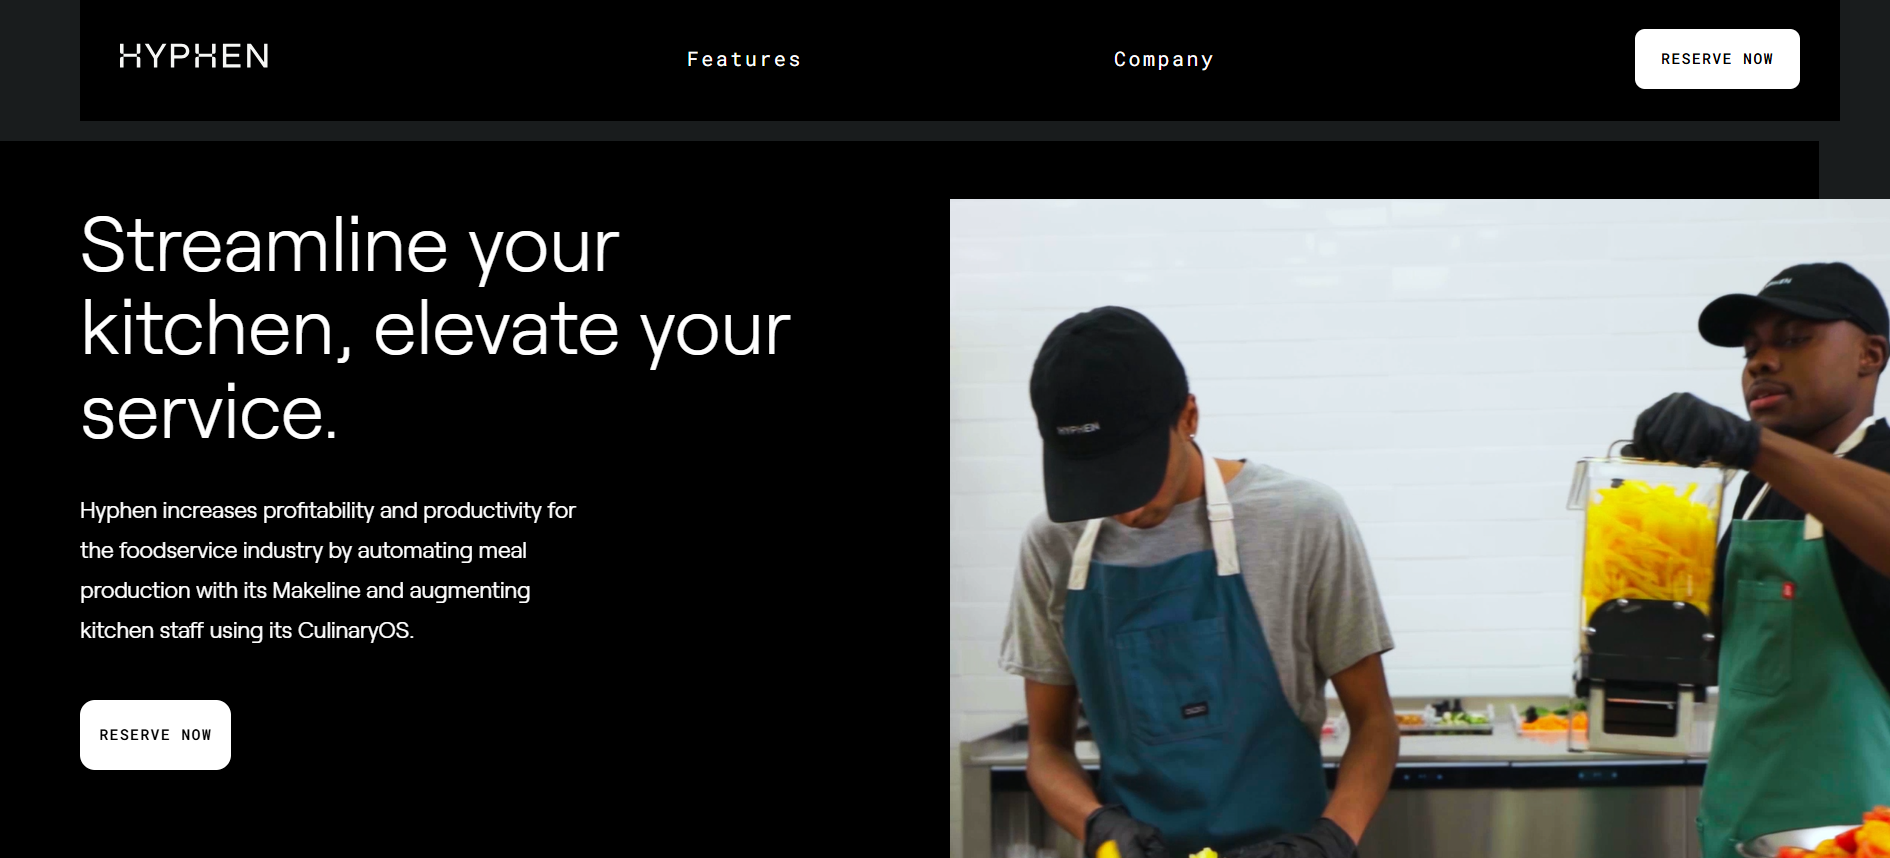 HYPHEN
Features
Company
RESERVE NOW
Streamline your
kitchen, elevate your
service.
Hyphen increases profitability and productivity for
the foodservice industry by automating meal
production with its Makeline and augmenting
kitchen staff using its CulinaryOS.
RESERVE NOW
HYPHEN
HYPHEN